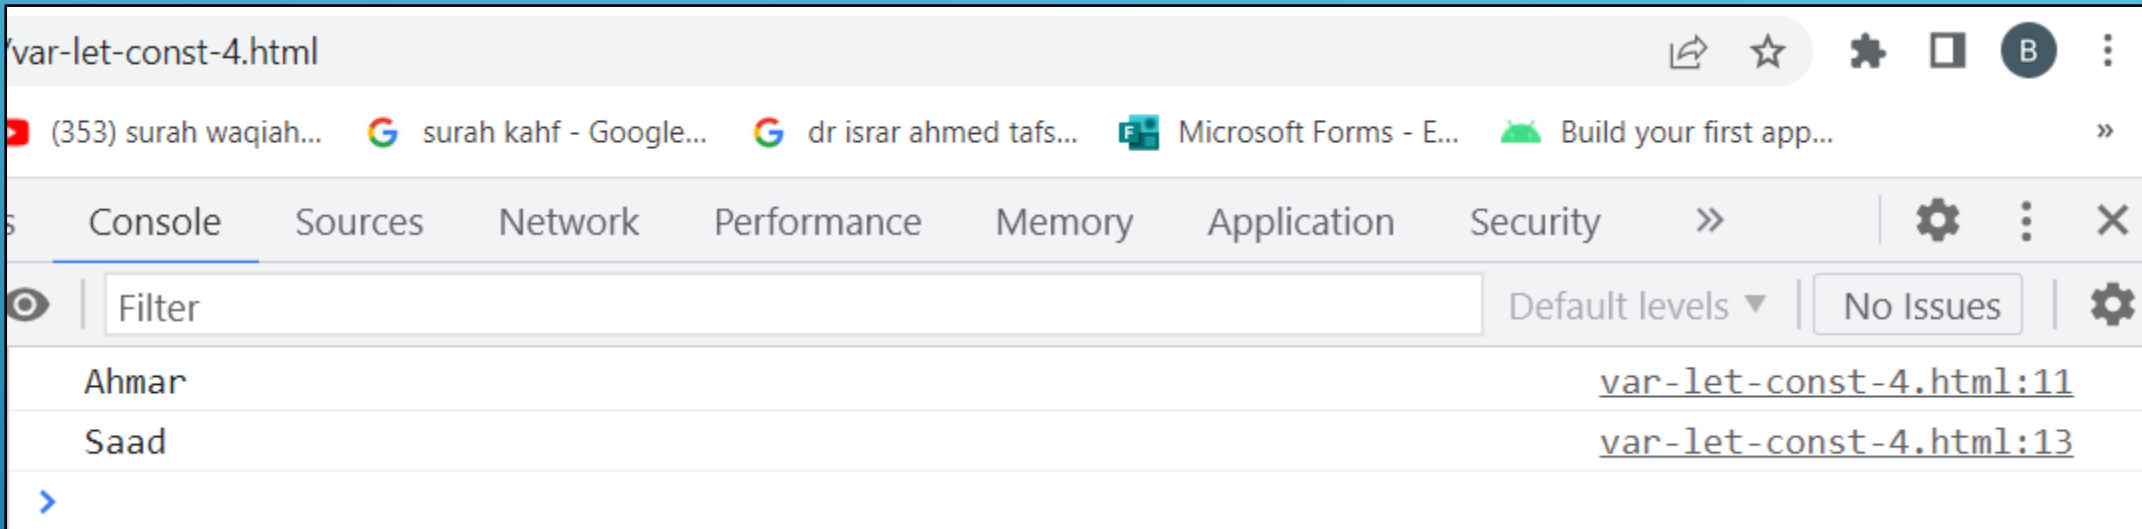 /var-let-const-4.html B
(353) surah waqiah... surah kahf - Google... dr israr ahmed tafs... Microsoft Forms - E... Build your first app... »
s Console Sources Network Performance Memory Application Security »
Filter Default levels ▼ No Issues
Ahmar var-let-const-4.html:11
Saad var-let-const-4.html:13